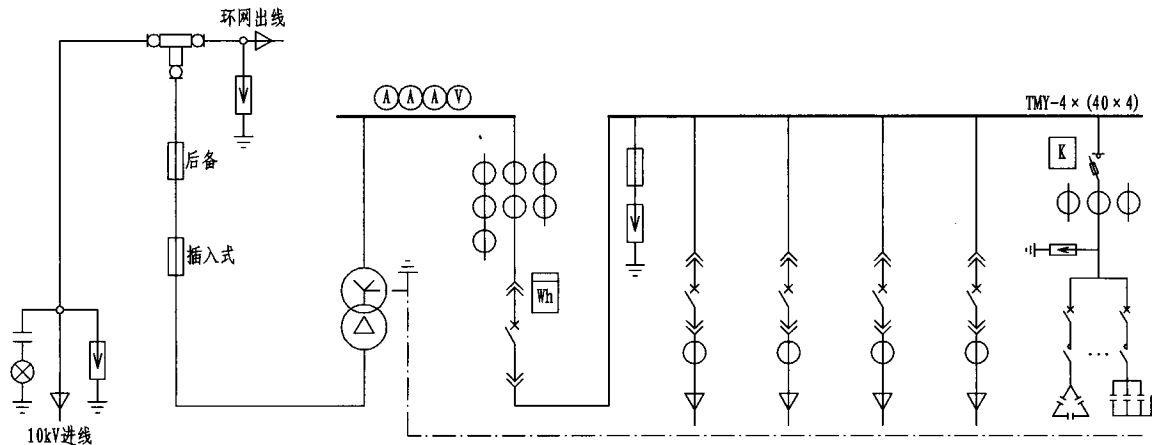 环网出线
A A A V
TMY-4×(40×4)
K
后备
插入式
Wh
10kV进线